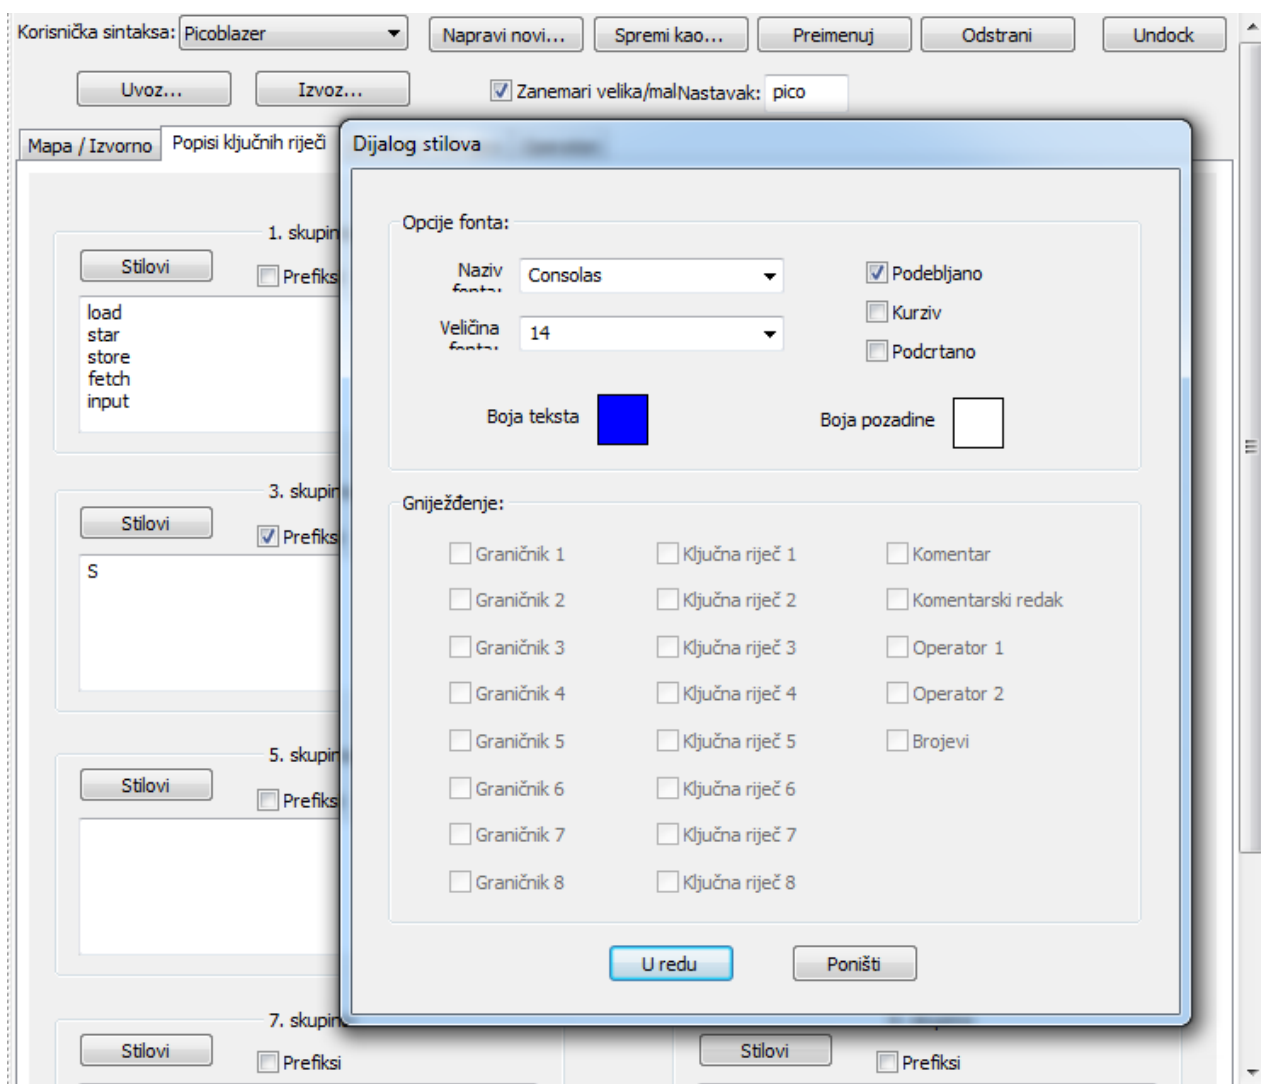 Korisnička sintaksa: Picoblazer Napravi novi... Spremi kao... Preimenuj Odstrani Undock
Uvoz... Izvoz... Zanemari velika/mal Nastavak: pico
Mapa / Izvorno Popisi ključnih riječi
Dijalog stilova
1. skupin
Stilovi
Prefiks
load
star
store
fetch
input
3. skupin
Stilovi
Prefiks
S
5. skupin
Stilovi
Prefiks
7. skupin
Stilovi
Prefiksi
Stilovi
Prefiksi
Opcije fonta:
Naziv fonta: Consolas
Veličina fonta: 14
Podebljano
Kurziv
Podcrtano
Boja teksta
Boja pozadine
Gniježđenje:
Graničnik 1 Ključna riječ 1 Komentar
Graničnik 2 Ključna riječ 2 Komentarski redak
Graničnik 3 Ključna riječ 3 Operator 1
Graničnik 4 Ključna riječ 4 Operator 2
Graničnik 5 Ključna riječ 5 Brojevi
Graničnik 6 Ključna riječ 6
Graničnik 7 Ključna riječ 7
Graničnik 8 Ključna riječ 8
U redu Poništi